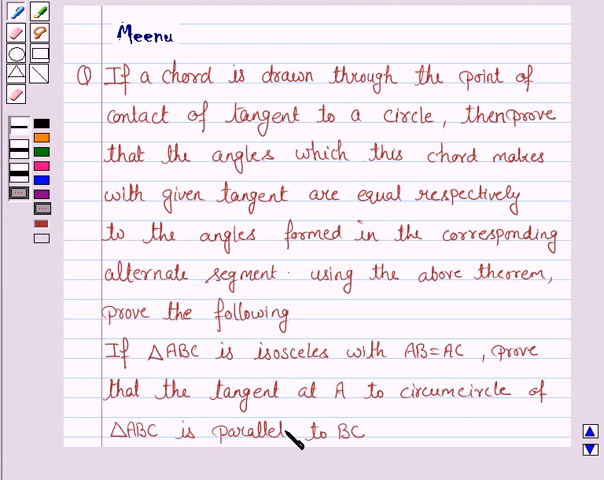 Meenu
Q If a chord is drawn through the point of
contact of tangent to a circle, then prove
that the angles which this chord makes
with given tangent are equal respectively
to the angles formed in the corresponding
alternate segment. using the above theorem,
prove the following
If △ABC is isosceles with AB=AC, prove
that the tangent at A to circumcircle of
△ABC is parallel to BC